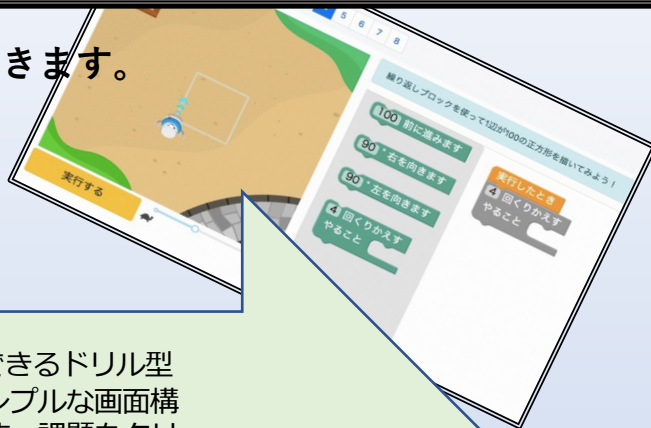 きます。
5 6 7 8
繰り返しブロックを使って1辺が100の正方形を描いてみよう！
100 前に進みます
90 °右を向きます
90 °左を向きます
4 回くりかえす
やること
実行したとき
4 回くりかえす
やること
実行する
できるドリル型
ンプルな画面構